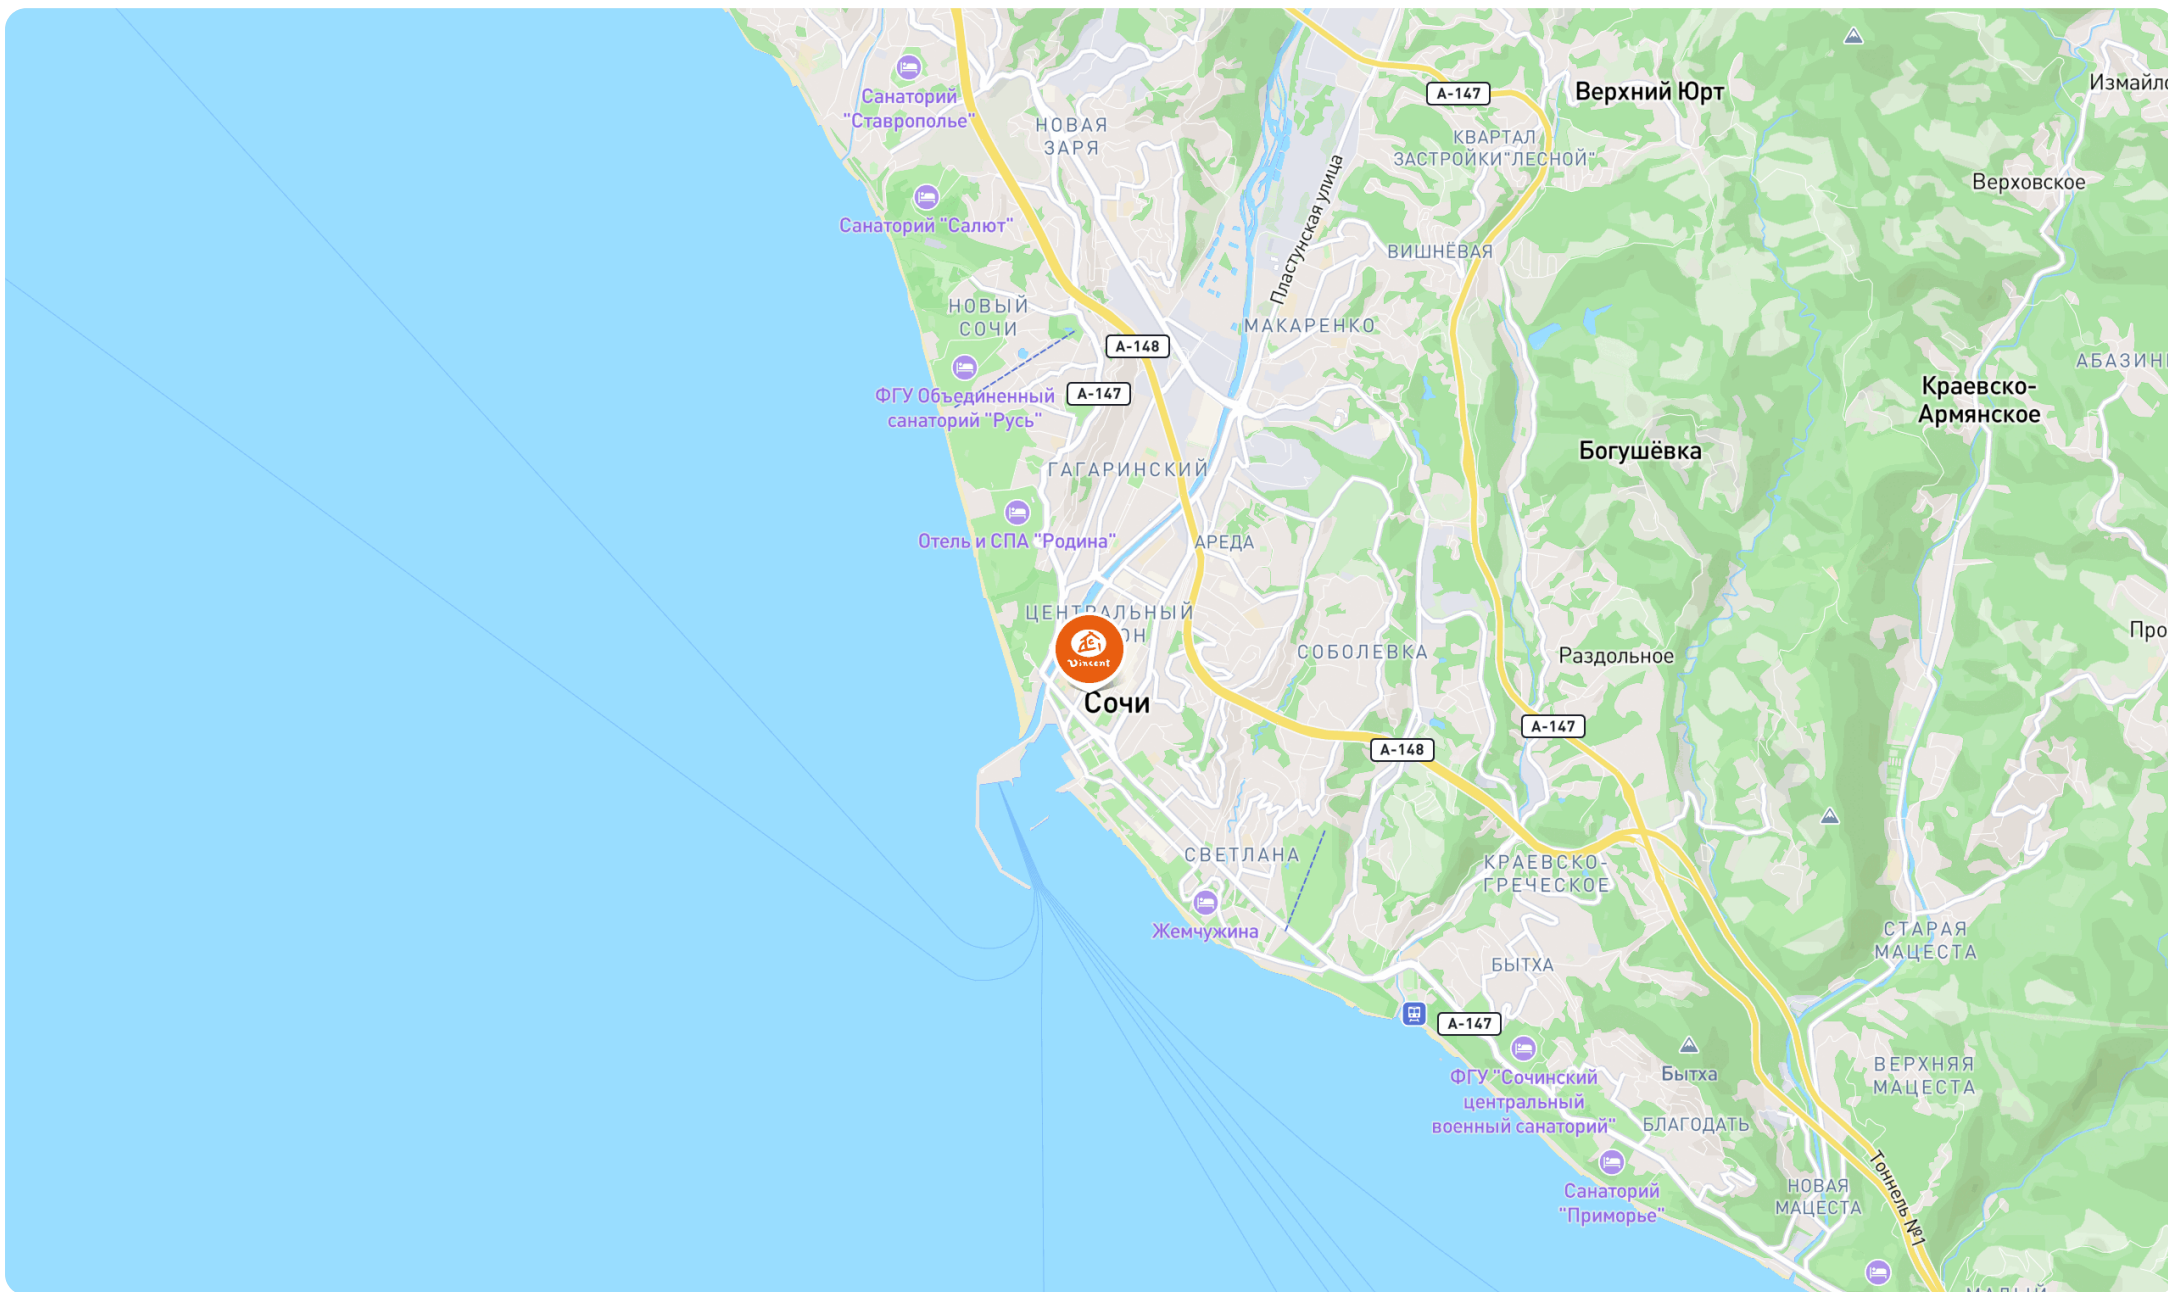 Санаторий
"Ставрополье"
НОВАЯ
ЗАРЯ
А-147
Верхний Юрт
Измайло
КВАРТАЛ
ЗАСТРОЙКИ"ЛЕСНОЙ"
Верховское
Санаторий "Салют"
Пластунская улица
ВИШНЁВАЯ
НОВЫЙ
СОЧИ
МАКАРЕНКО
А-148
АБАЗИН
ФГУ Объединенный
санаторий "Русь"
А-147
Краевско-
Армянское
Богушёвка
ГАГАРИНСКИЙ
Отель и СПА "Родина"
АРЕДА
ЦЕНТРАЛЬНЫЙ
ОН
Vincent
Сочи
СОБОЛЕВКА
Раздольное
Про
А-147
А-148
СВЕТЛАНА
КРАЕВСКО-
ГРЕЧЕСКОЕ
Жемчужина
СТАРАЯ
МАЦЕСТА
БЫТХА
А-147
ФГУ "Сочинский
центральный
военный санаторий"
Бытха
ВЕРХНЯЯ
МАЦЕСТА
БЛАГОДАТЬ
Санаторий
"Приморье"
НОВАЯ
МАЦЕСТА
Тоннель №1
МАЛЫЙ